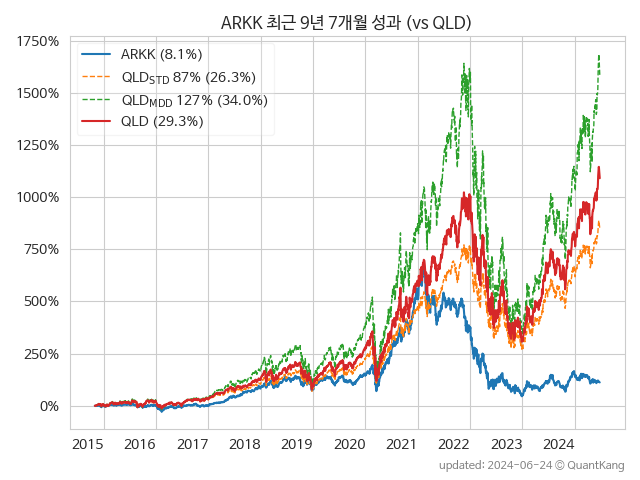 ARKK 최근 9년 7개월 성과 (vs QLD)
1750%
1500%
1250%
1000%
750%
500%
250%
0%
ARKK (8.1%)
QLD_STD 87% (26.3%)
QLD_MDD 127% (34.0%)
QLD (29.3%)
2015 2016 2017 2018 2019 2020 2021 2022 2023 2024
updated: 2024-06-24 © QuantKang